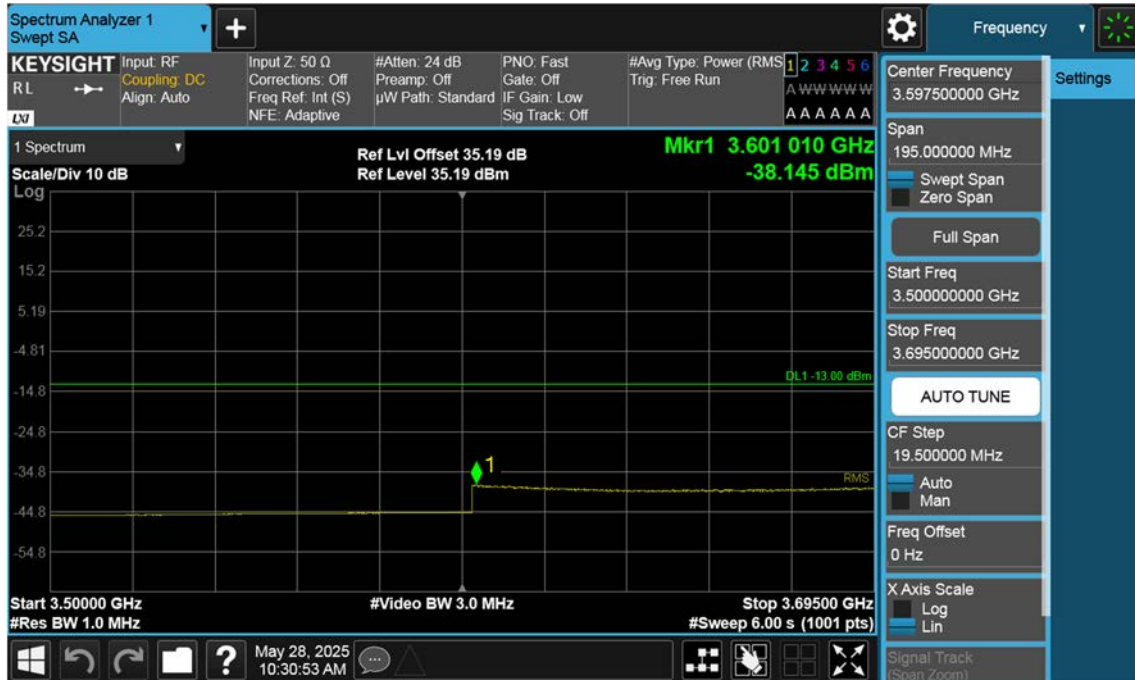 Spectrum Analyzer 1
Swept SA
+
Frequency
KEYSIGHT
RL
LXI
Input: RF
Coupling: DC
Align: Auto
Input Z: 50 Ω
Corrections: Off
Freq Ref: Int (S)
NFE: Adaptive
#Atten: 24 dB
Preamp: Off
µW Path: Standard
PNO: Fast
Gate: Off
IF Gain: Low
Sig Track: Off
#Avg Type: Power (RMS
Trig: Free Run
1 2 3 4 5 6
A W W W W W
A A A A A A
1 Spectrum
Scale/Div 10 dB
Log
Ref Lvl Offset 35.19 dB
Ref Level 35.19 dBm
Mkr1 3.601 010 GHz
-38.145 dBm
25.2
15.2
5.19
-4.81
DL1 -13.00 dBm
-14.8
-24.8
1
-34.8
RMS
-44.8
-54.8
Start 3.50000 GHz
#Video BW 3.0 MHz
Stop 3.69500 GHz
#Res BW 1.0 MHz
#Sweep 6.00 s (1001 pts)
?
May 28, 2025
10:30:53 AM
Center Frequency
3.597500000 GHz
Settings
Span
195.000000 MHz
Swept Span
Zero Span
Full Span
Start Freq
3.500000000 GHz
Stop Freq
3.695000000 GHz
AUTO TUNE
CF Step
19.500000 MHz
Auto
Man
Freq Offset
0 Hz
X Axis Scale
Log
Lin
Signal Track
(Span Zoom)